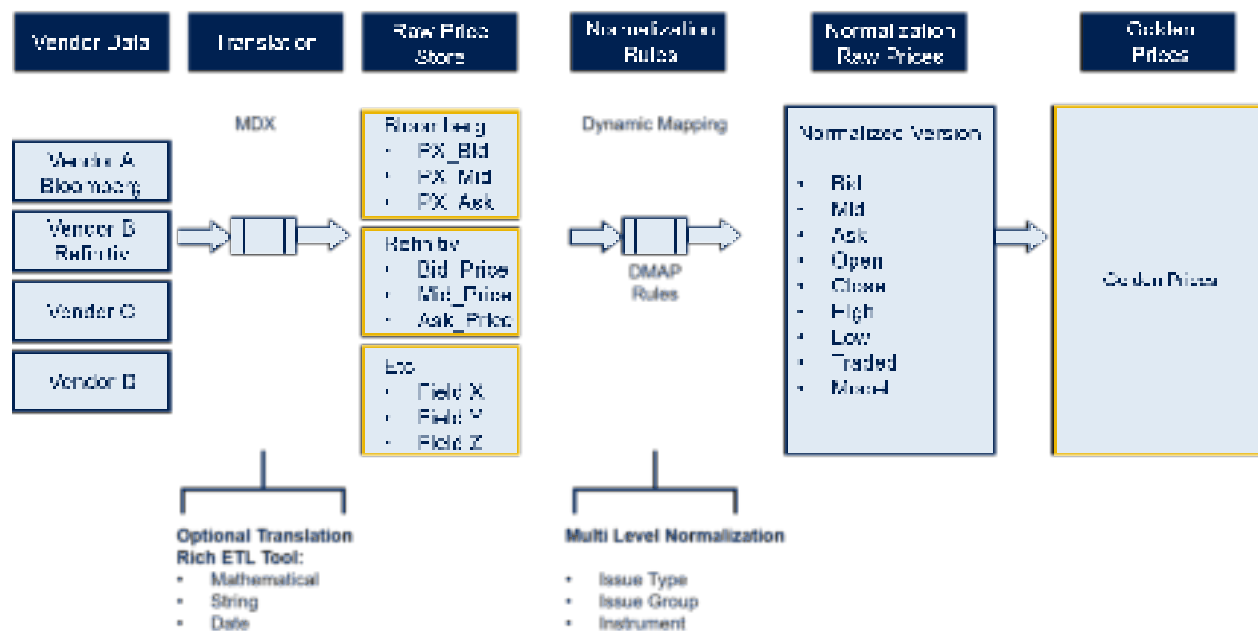 Vendor Data
Translation
Raw Price
Store
Normalization
Rules
Normalization
Raw Prices
Golden
Prices
MDX
Dynamic Mapping
Vendor A
Bloomberg
Vendor B
Refinitiv
Vendor C
Vendor D
Bloomberg
• PX_Bid
• PX_Mid
• PX_Ask
Refinitiv
• Bid_Price
• Mid_Price
• Ask_Price
Etc
• Field X
• Field Y
• Field Z
DMAP
Rules
Normalized Version
• Bid
• Mid
• Ask
• Open
• Close
• High
• Low
• Traded
• Model
Golden Prices
Optional Translation
Rich ETL Tool:
• Mathematical
• String
• Date
Multi Level Normalization
• Issue Type
• Issue Group
• Instrument